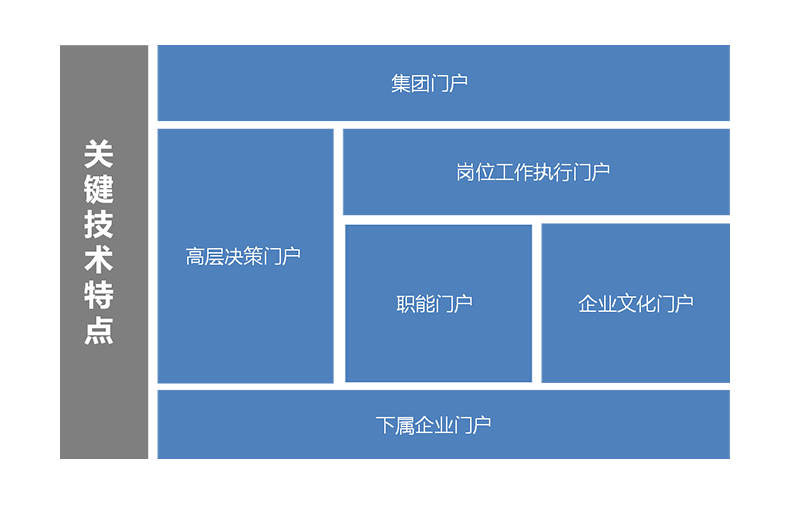 关键技术特点
集团门户
高层决策门户
岗位工作执行门户
职能门户
企业文化门户
下属企业门户